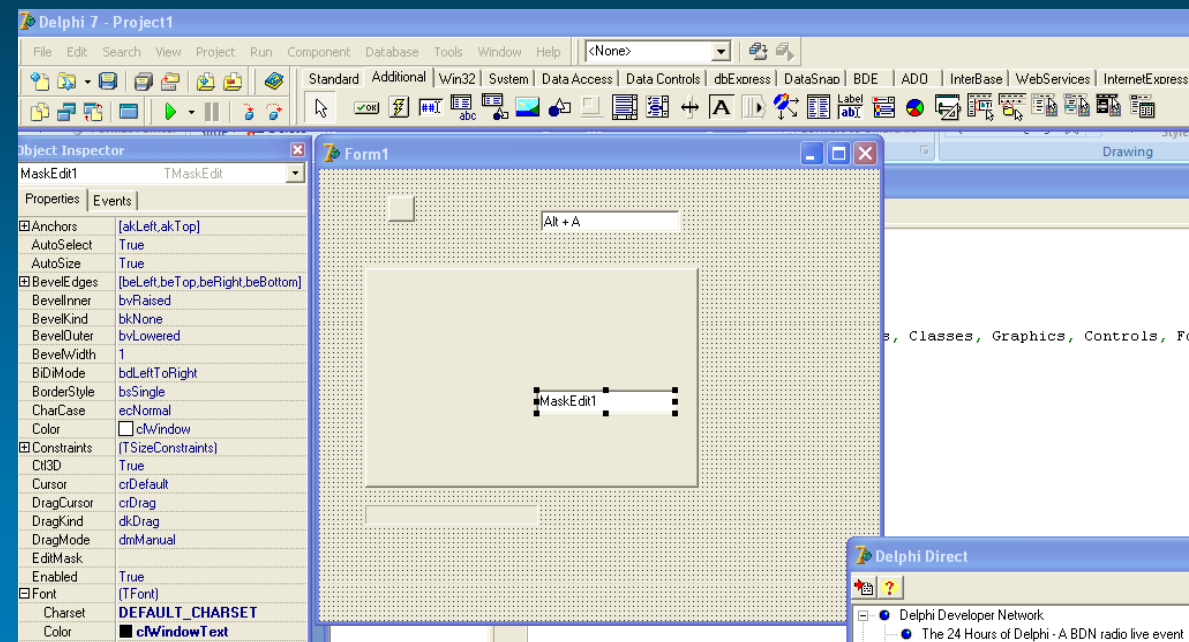 Delphi 7 - Project1
File Edit Search View Project Run Component Database Tools Window Help <None>
Standard Additional Win32 System Data Access Data Controls dbExpress DataSnap BDE ADO InterBase WebServices InternetExpress
OK abc Label abI
Object Inspector
MaskEdit1 TMaskEdit
Properties Events
Anchors [akLeft,akTop]
AutoSelect True
AutoSize True
BevelEdges [beLeft,beTop,beRight,beBottom]
BevelInner bvRaised
BevelKind bkNone
BevelOuter bvLowered
BevelWidth 1
BiDiMode bdLeftToRight
BorderStyle bsSingle
CharCase ecNormal
Color clWindow
Constraints (TSizeConstraints)
Ctl3D True
Cursor crDefault
DragCursor crDrag
DragKind dkDrag
DragMode dmManual
EditMask
Enabled True
Font (TFont)
Charset DEFAULT_CHARSET
Color clWindowText
Form1
Alt + A
MaskEdit1
Drawing
, Classes, Graphics, Controls,
Delphi Direct
Delphi Developer Network
The 24 Hours of Delphi - A BDN radio live event